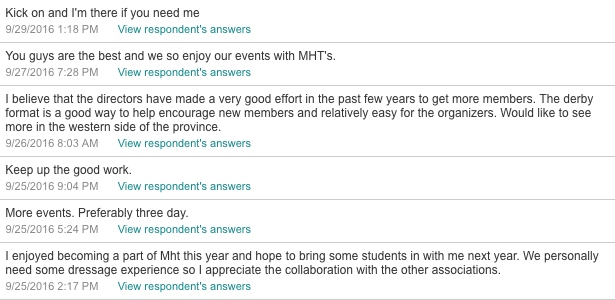 Kick on and I'm there if you need me
9/29/2016 1:18 PM View respondent's answers
You guys are the best and we so enjoy our events with MHT's.
9/27/2016 7:28 PM View respondent's answers
I believe that the directors have made a very good effort in the past few years to get more members. The derby
format is a good way to help encourage new members and relatively easy for the organizers. Would like to see
more in the western side of the province.
9/26/2016 8:03 AM View respondent's answers
Keep up the good work.
9/25/2016 9:04 PM View respondent's answers
More events. Preferably three day.
9/25/2016 5:24 PM View respondent's answers
I enjoyed becoming a part of Mht this year and hope to bring some students in with me next year. We personally
need some dressage experience so I appreciate the collaboration with the other associations.
9/25/2016 2:17 PM View respondent's answers